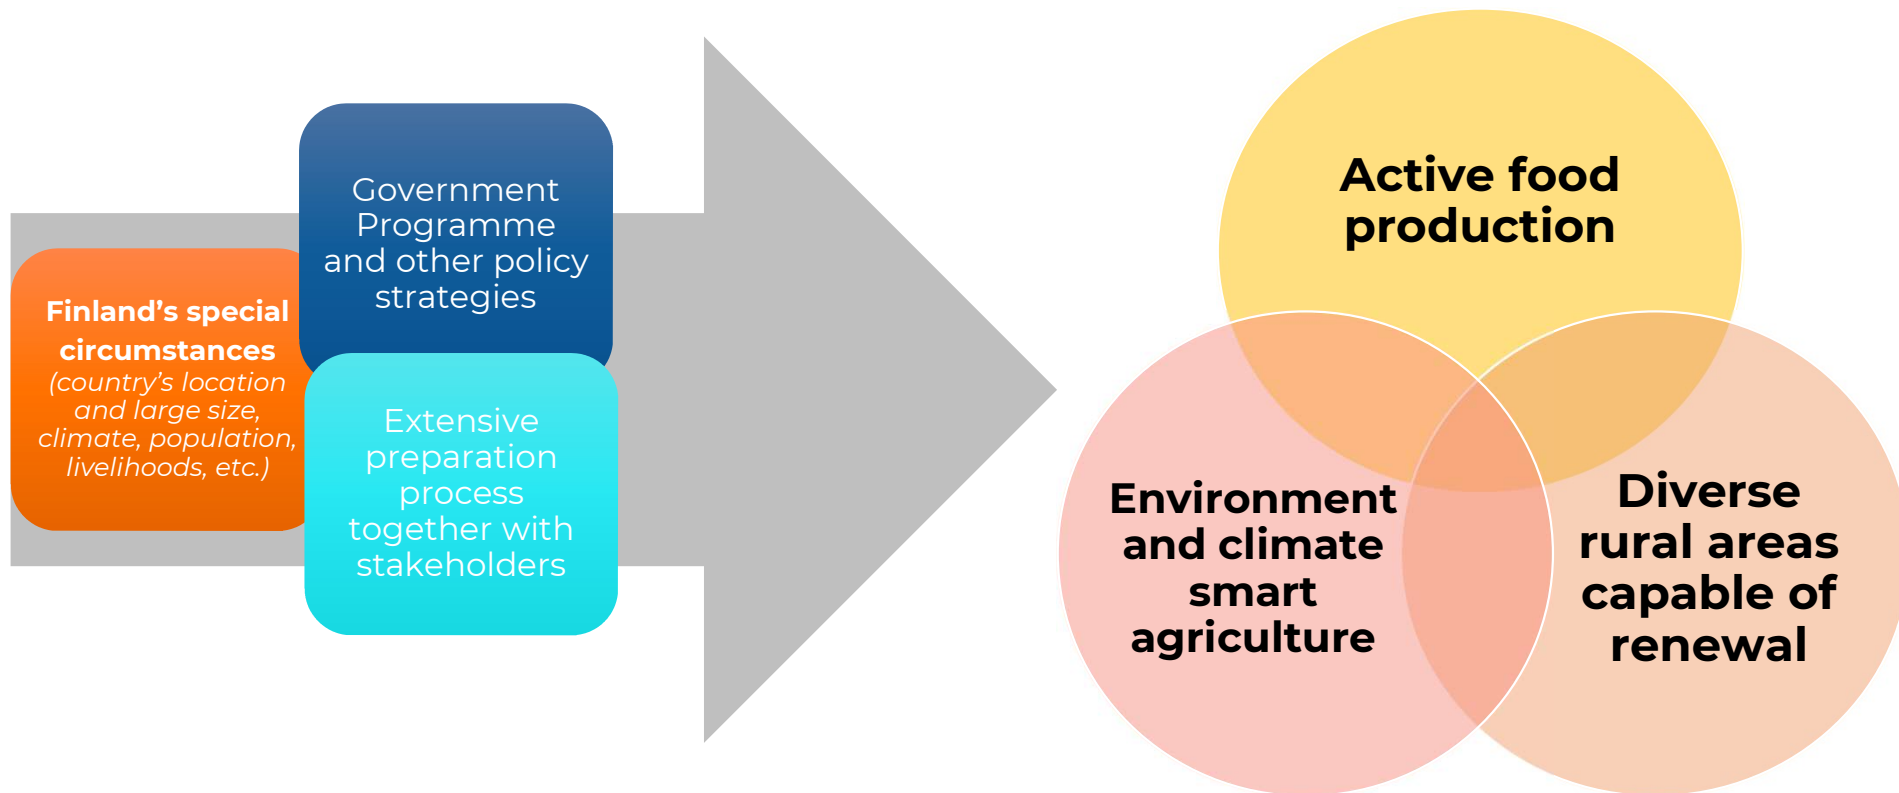 Finland’s special
circumstances
(country’s location
and large size,
climate, population,
livelihoods, etc.)
Government
Programme
and other policy
strategies
Extensive
preparation
process
together with
stakeholders
Active food
production
Environment
and climate
smart
agriculture
Diverse
rural areas
capable of
renewal